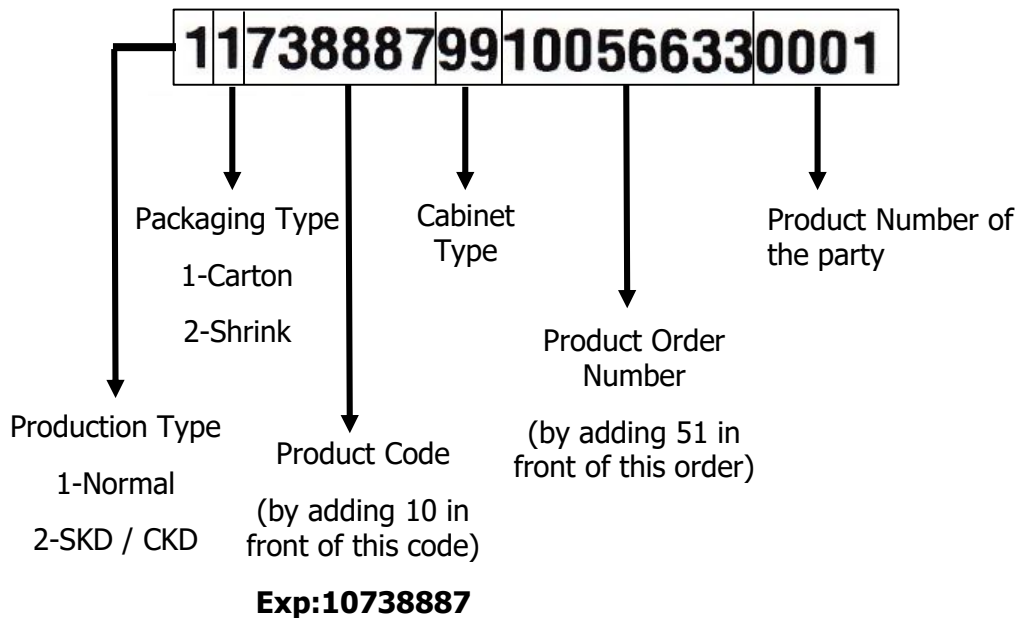 1173888799100566330001
Packaging Type
1-Carton
2-Shrink
Cabinet
Type
Product Number of
the party
Product Order
Number
(by adding 51 in
front of this order)
Production Type
1-Normal
2-SKD / CKD
Product Code
(by adding 10 in
front of this code)
Exp:10738887